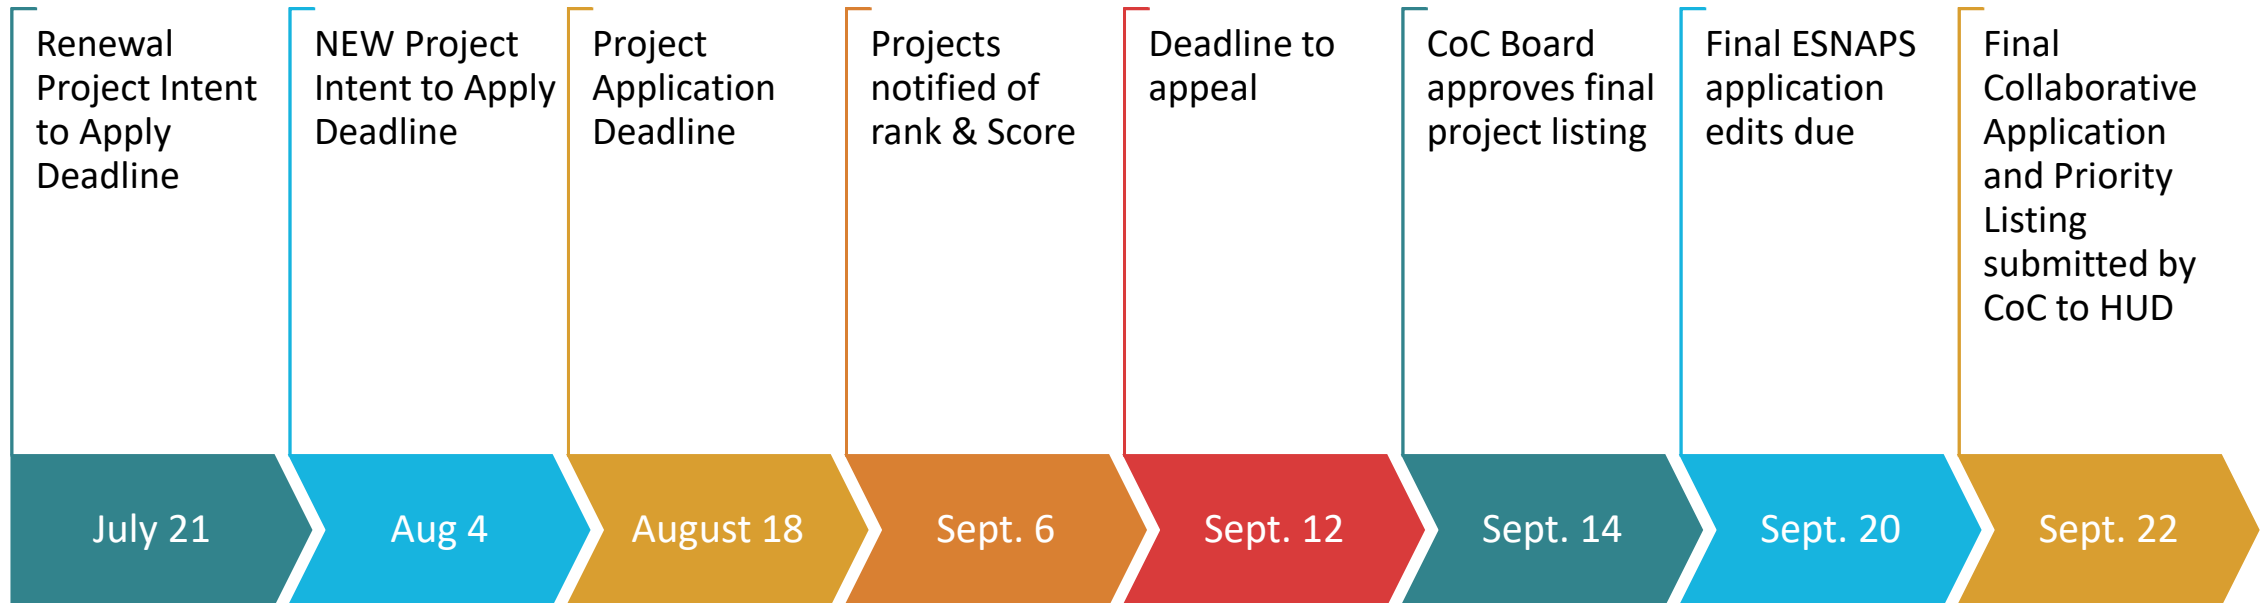 Renewal
Project Intent
to Apply
Deadline
NEW Project
Intent to Apply
Deadline
Project
Application
Deadline
Projects
notified of
rank & Score
Deadline to
appeal
CoC Board
approves final
project listing
Final ESNAPS
application
edits due
Final
Collaborative
Application
and Priority
Listing
submitted by
CoC to HUD
July 21
Aug 4
August 18
Sept. 6
Sept. 12
Sept. 14
Sept. 20
Sept. 22